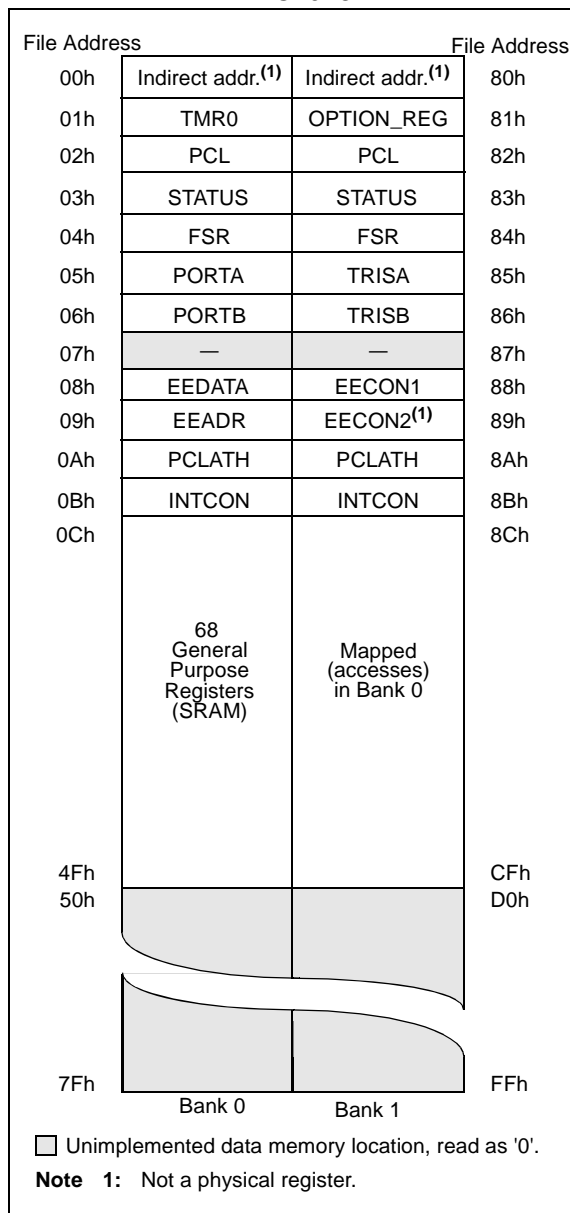 File Address File Address
00h Indirect addr.(1) Indirect addr.(1) 80h
01h TMR0 OPTION_REG 81h
02h PCL PCL 82h
03h STATUS STATUS 83h
04h FSR FSR 84h
05h PORTA TRISA 85h
06h PORTB TRISB 86h
07h — — 87h
08h EEDATA EECON1 88h
09h EEADR EECON2(1) 89h
0Ah PCLATH PCLATH 8Ah
0Bh INTCON INTCON 8Bh
0Ch 8Ch
68
General
Purpose
Registers
(SRAM)
Mapped
(accesses)
in Bank 0
4Fh CFh
50h D0h
7Fh FFh
Bank 0 Bank 1
Unimplemented data memory location, read as '0'.
Note 1: Not a physical register.